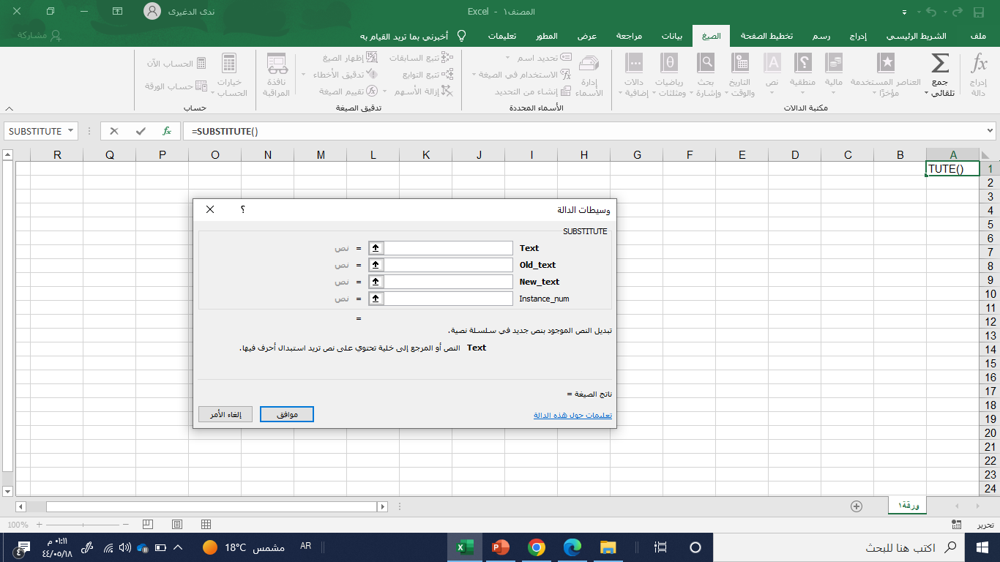 المصنف١ - Excel
ندى الدغيري
ملف
الشريط الرئيسي
إدراج
رسم
تخطيط الصفحة
الصيغ
بيانات
مراجعة
عرض
المطور
تعليمات
أخبرني بما تريد القيام به
مشاركة
إدراج دالة
جمع تلقائي
العناصر المستخدمة مؤخرًا
مالية
منطقية
نص
التاريخ والوقت
بحث وإشارة
رياضيات ومثلثات
دالات إضافية
مكتبة الدالات
إدارة الأسماء
تحديد اسم
الاستخدام في الصيغة
إنشاء من التحديد
الأسماء المحددة
تتبع السابقات
تتبع التوابع
إزالة الأسهم
إظهار الصيغ
تدقيق الأخطاء
تقييم الصيغة
نافذة المراقبة
تدقيق الصيغة
خيارات الحساب
الحساب الآن
حساب الورقة
حساب
SUBSTITUTE
fx
=SUBSTITUTE()
R Q P O N M L K J I H G F E D C B A
TUTE() 1
2
3
4
5
6
7
8
9
10
11
12
13
14
15
16
17
18
19
20
21
22
23
24
وسيطات الدالة
؟
SUBSTITUTE
Text = نص
Old_text = نص
New_text = نص
Instance_num = نص
=
تبديل النص الموجود بنص جديد في سلسلة نصية.
Text النص أو المرجع إلى خلية تحتوي على نص تريد استبدال أحرف فيها.
ناتج الصيغة =
تعليمات حول هذه الدالة
موافق
إلغاء الأمر
ورقة١
تحرير
100%
اكتب هنا للبحث
AR
18°C مشمس
٠١:١١ م
٤٤/٠٥/١٨
٤